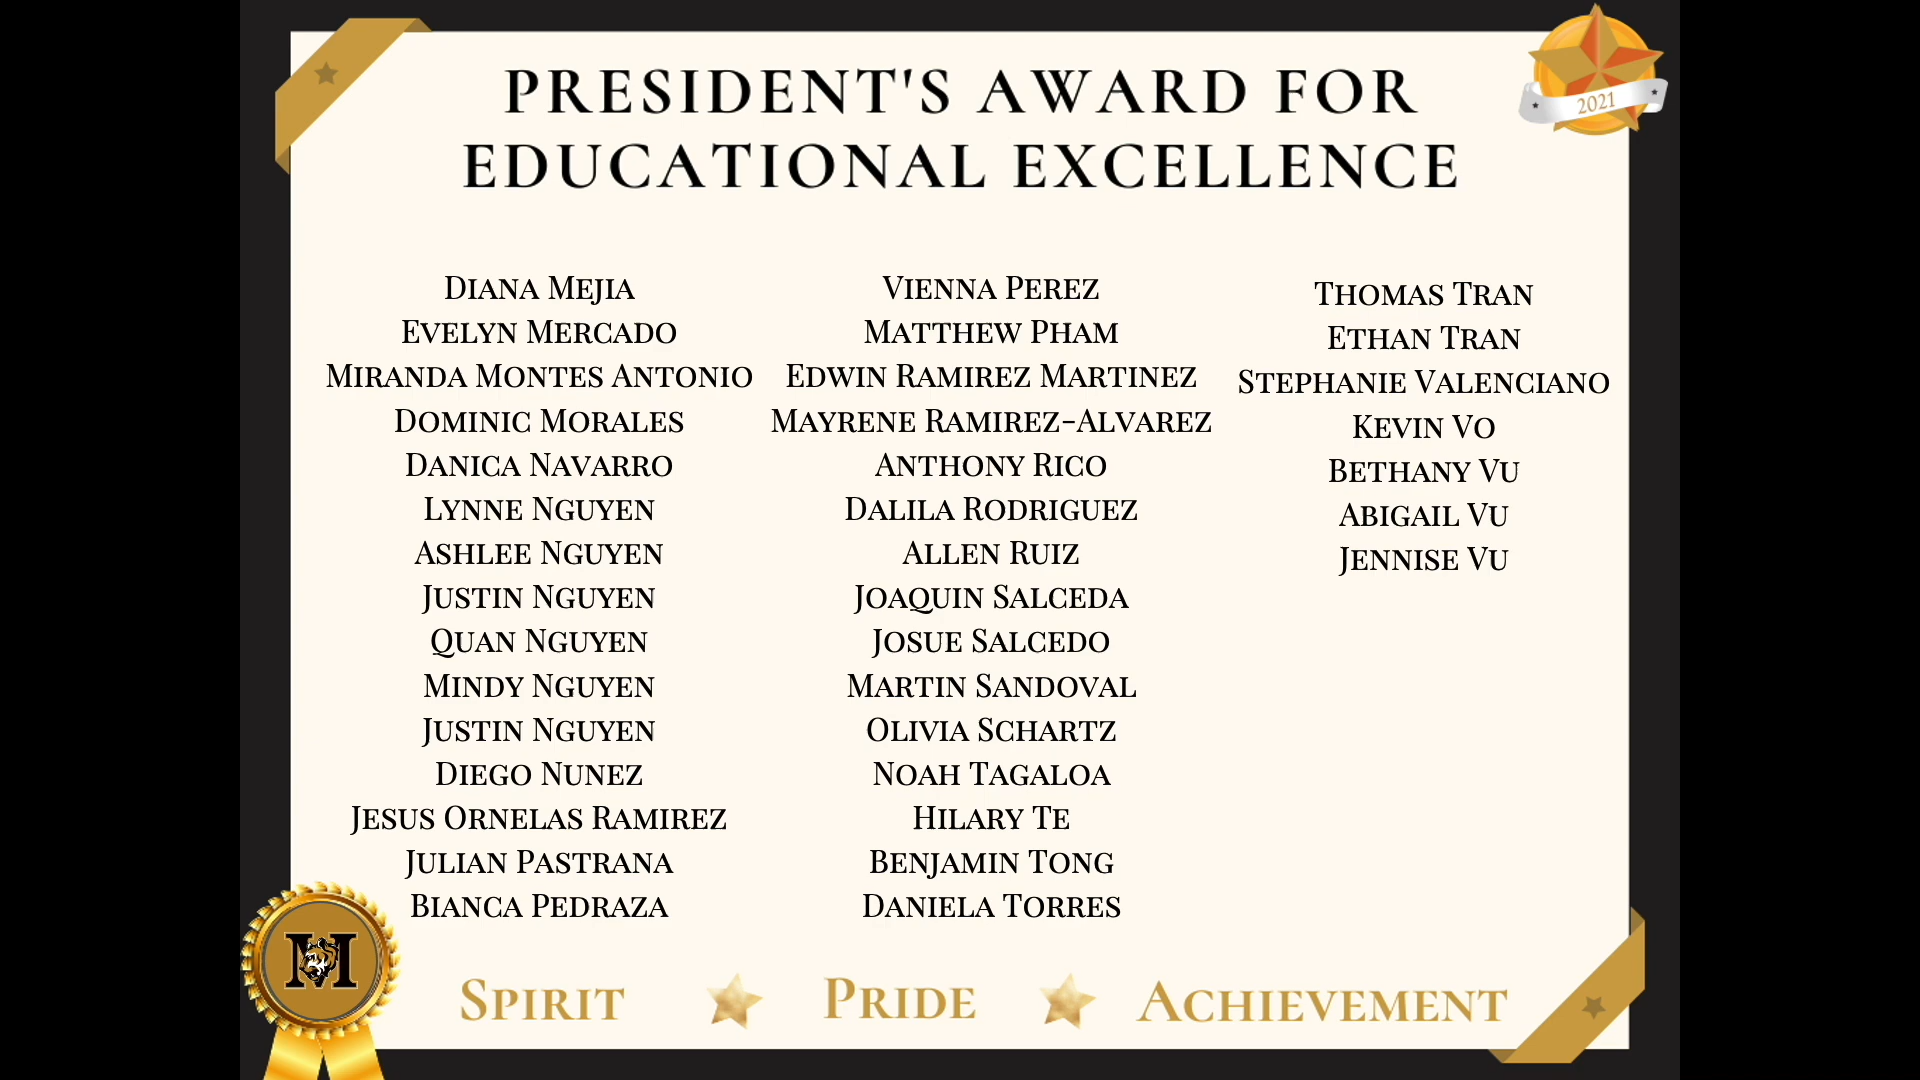 PRESIDENT'S AWARD FOR
EDUCATIONAL EXCELLENCE
2021
DIANA MEJIA
EVELYN MERCADO
MIRANDA MONTES ANTONIO
DOMINIC MORALES
DANICA NAVARRO
LYNNE NGUYEN
ASHLEE NGUYEN
JUSTIN NGUYEN
QUAN NGUYEN
MINDY NGUYEN
JUSTIN NGUYEN
DIEGO NUNEZ
JESUS ORNELAS RAMIREZ
JULIAN PASTRANA
BIANCA PEDRAZA
VIENNA PEREZ
MATTHEW PHAM
EDWIN RAMIREZ MARTINEZ
MAYRENE RAMIREZ-ALVAREZ
ANTHONY RICO
DALILA RODRIGUEZ
ALLEN RUIZ
JOAQUIN SALCEDA
JOSUE SALCEDO
MARTIN SANDOVAL
OLIVIA SCHARTZ
NOAH TAGALOA
HILARY TE
BENJAMIN TONG
DANIELA TORRES
THOMAS TRAN
ETHAN TRAN
STEPHANIE VALENCIANO
KEVIN VO
BETHANY VU
ABIGAIL VU
JENNISE VU
M
SPIRIT PRIDE ACHIEVEMENT